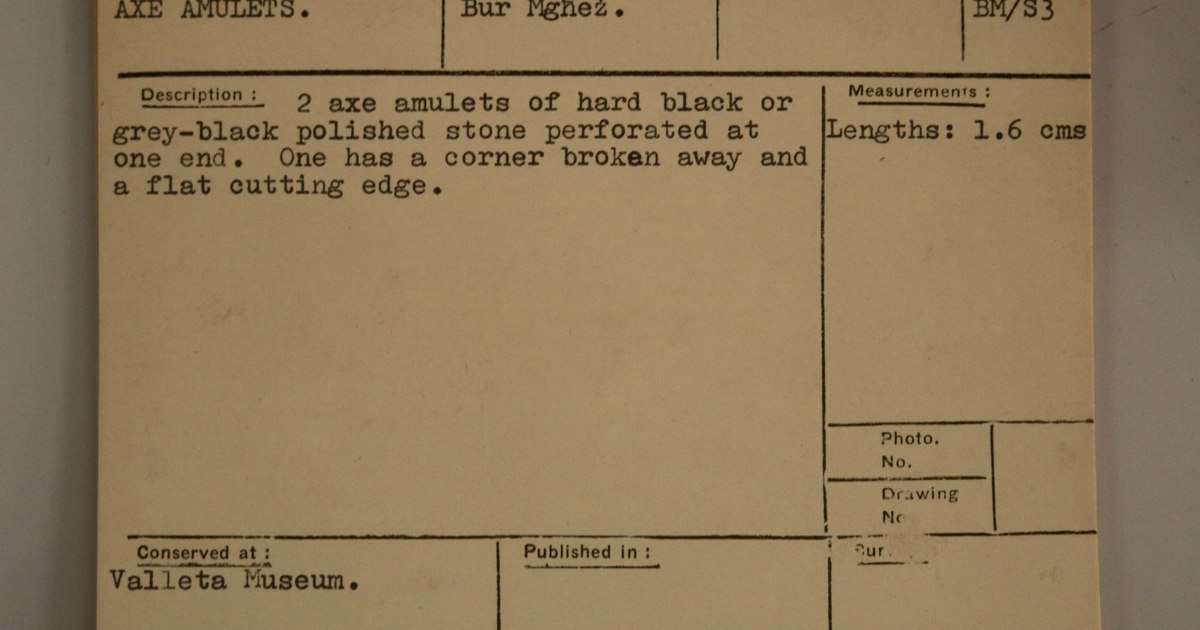 AXE AMULETS.
Bur Mghez.
BM/S3
Description :
2 axe amulets of hard black or
grey-black polished stone perforated at
one end. One has a corner broken away and
a flat cutting edge.
Measurements :
Lengths: 1.6 cms
Photo.
No.
Drawing
Conserved at :
Valleta Museum.
Published in :